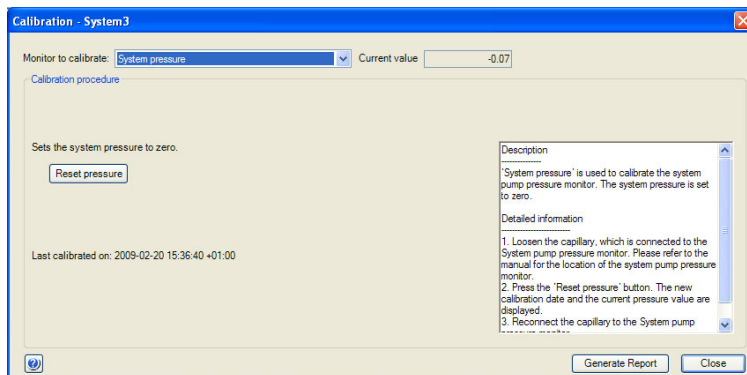 Calibration - System3
Monitor to calibrate: System pressure Current value -0.07
Calibration procedure
Sets the system pressure to zero.
Reset pressure
Last calibrated on: 2009-02-20 15:36:40 +01:00
Description
---------------
`System pressure' is used to calibrate the system
pump pressure monitor. The system pressure is set
to zero.
Detailed information
-------------------------
1. Loosen the capillary, which is connected to the
System pump pressure monitor. Please refer to the
manual for the location of the system pump pressure
monitor.
2. Press the `Reset pressure' button. The new
calibration date and the current pressure value are
displayed.
3. Reconnect the capillary to the System pump
Generate Report Close